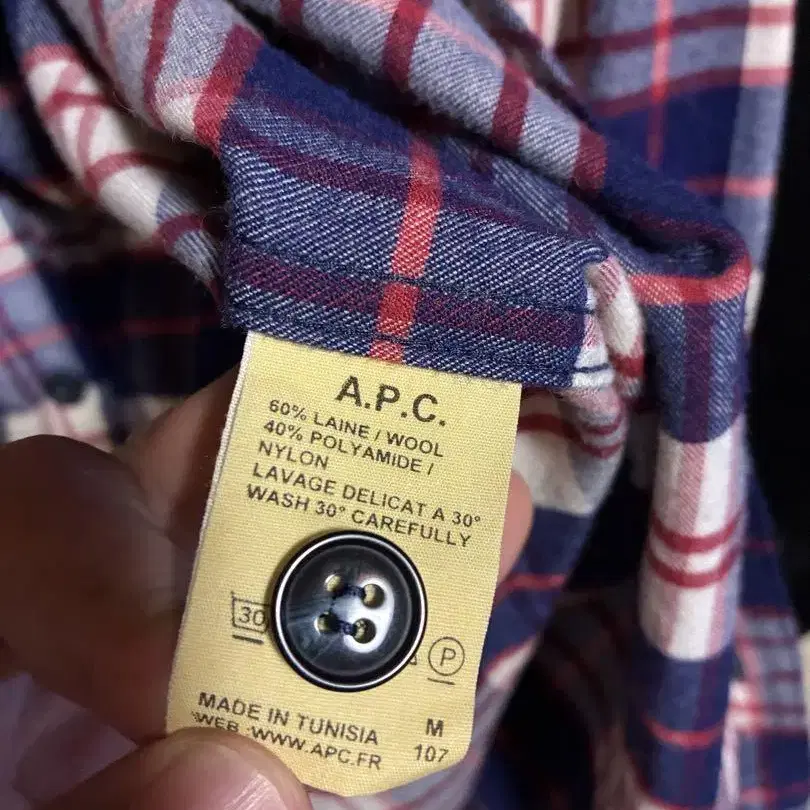 A.P.C.
60% LAINE / WOOL
40% POLYAMIDE /
NYLON
LAVAGE DELICAT A 30°
WASH 30° CAREFULLY
30
P
MADE IN TUNISIA
M
WEB : WWW.APC.FR
107